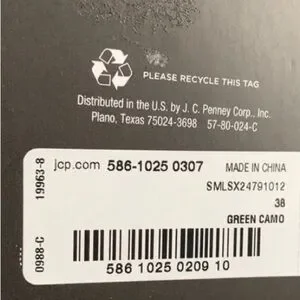 PLEASE RECYCLE THIS TAG
Distributed in the U.S. by J. C. Penney Corp., Inc.
Plano, Texas 75024-3698 57-80-024-C
19963-8
0988-C
jcp.com 586-1025 0307 MADE IN CHINA
SMLSX24791012
38
GREEN CAMO
586 1025 0209 10